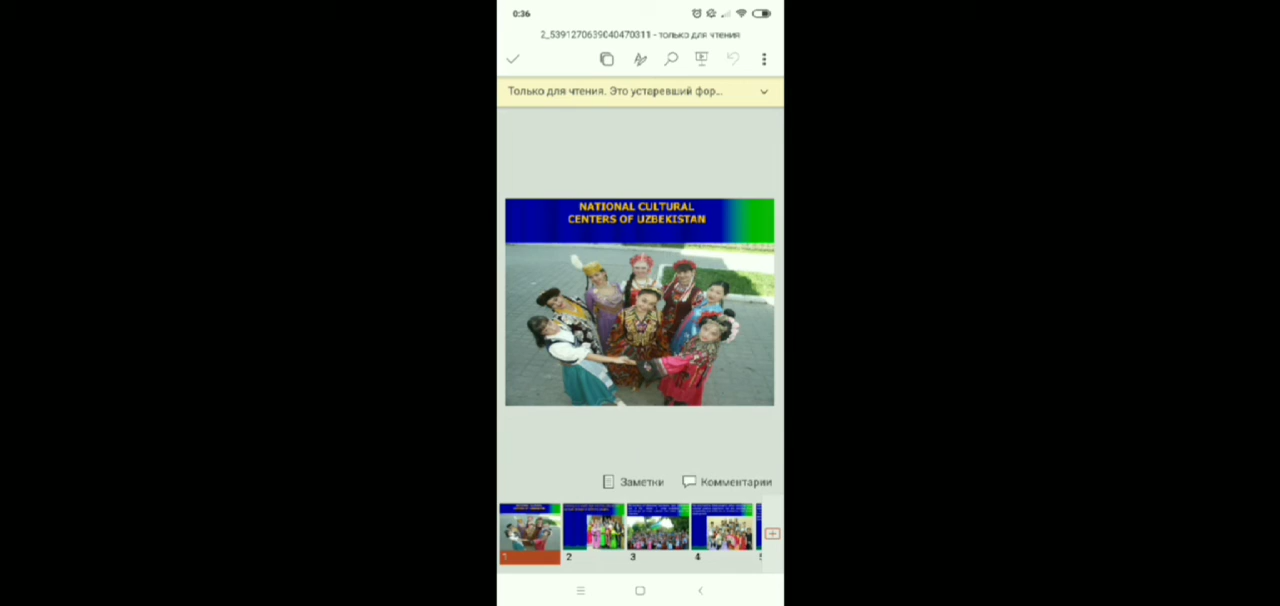 0:36
2_5391270639040470311 - только для чтения
Только для чтения. Это устаревший фор...
NATIONAL CULTURAL
CENTERS OF UZBEKISTAN
Заметки
Комментарии
1
2
3
4